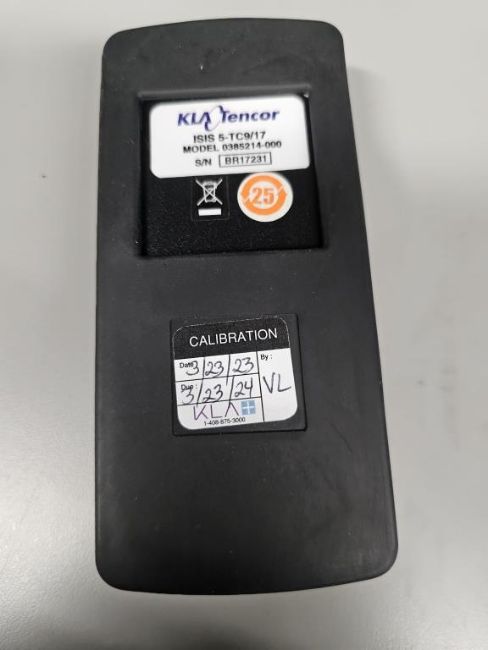 KLA Tencor
ISIS 5-TC9/17
MODEL 0385214-000
S/N BR17231
25
CALIBRATION
Date 3/23/23 By:
Due: 3/23/24 VL
KLA
1-408-875-3000